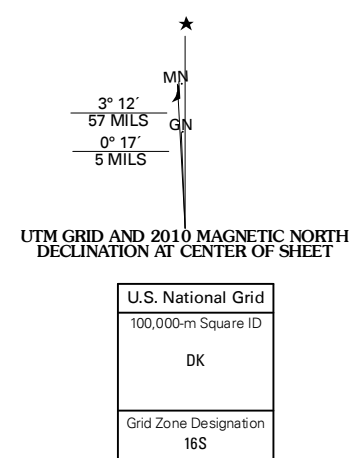 ★
MN
3° 12´
57 MILS
GN
0° 17´
5 MILS
UTM GRID AND 2010 MAGNETIC NORTH
DECLINATION AT CENTER OF SHEET
U.S. National Grid
100,000-m Square ID
DK
Grid Zone Designation
16S